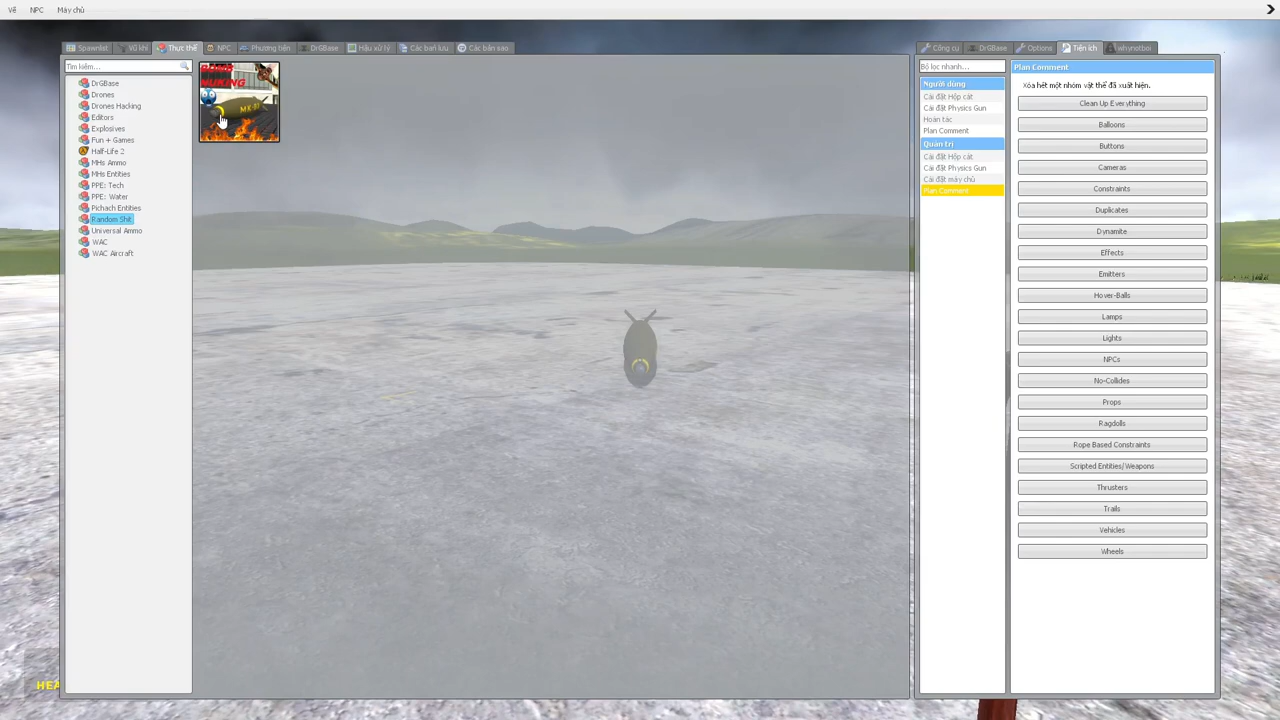 Vẽ NPC Máy chủ
Spawnlist Vũ khí Thực thể NPC Phương tiện DrGBase Hậu xử lý Các bản lưu Các bản sao
Công cụ DrGBase Options Tiện ích whynotboi
Tìm kiếm...
DrGBase
Drones
Drones Hacking
Editors
Explosives
Fun + Games
Half-Life 2
MHs Ammo
MHs Entities
PPE: Tech
PPE: Water
Pichach Entities
Random Shit
Universal Ammo
WAC
WAC Aircraft
BOMB
NUKING
MK-81
Bộ lọc nhanh...
Người dùng
Cài đặt Hộp cát
Cài đặt Physics Gun
Hoàn tác
Plan Comment
Quản trị
Cài đặt Hộp cát
Cài đặt Physics Gun
Cài đặt máy chủ
Plan Comment
Plan Comment
Xóa hết một nhóm vật thể đã xuất hiện.
Clean Up Everything
Balloons
Buttons
Cameras
Constraints
Duplicates
Dynamite
Effects
Emitters
Hover-Balls
Lamps
Lights
NPCs
No-Collides
Props
Ragdolls
Rope Based Constraints
Scripted Entities/Weapons
Thrusters
Trails
Vehicles
Wheels
HEA